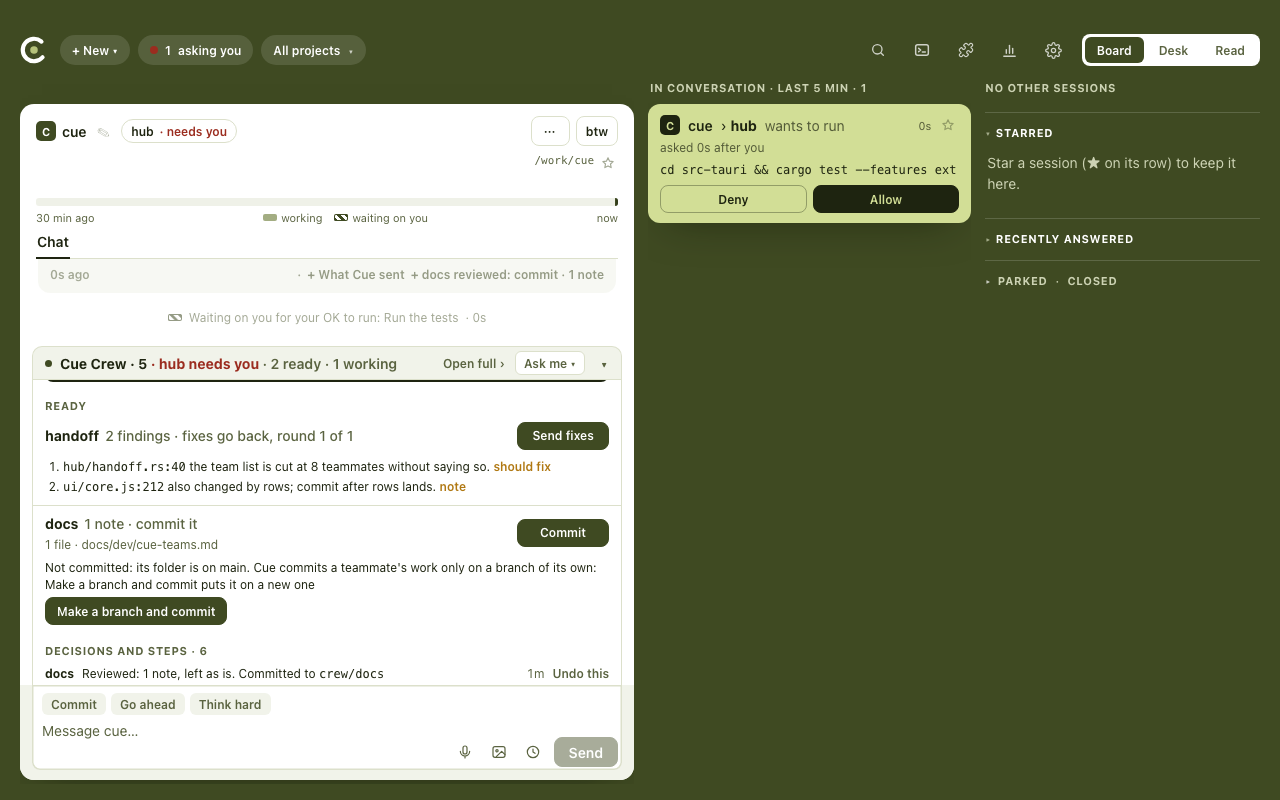 + New ▾
1 asking you
All projects ▾
Board
Desk
Read
C cue
hub · needs you
···
btw
/work/cue
30 min ago
working
waiting on you
now
Chat
0s ago
· + What Cue sent + docs reviewed: commit · 1 note
Waiting on you for your OK to run: Run the tests · 0s
Cue Crew · 5 · hub needs you · 2 ready · 1 working
Open full ›
Ask me ▾
READY
handoff 2 findings · fixes go back, round 1 of 1
Send fixes
1. hub/handoff.rs:40 the team list is cut at 8 teammates without saying so. should fix
2. ui/core.js:212 also changed by rows; commit after rows lands. note
docs 1 note · commit it
Commit
1 file · docs/dev/cue-teams.md
Not committed: its folder is on main. Cue commits a teammate's work only on a branch of its own:
Make a branch and commit puts it on a new one
Make a branch and commit
DECISIONS AND STEPS · 6
docs Reviewed: 1 note, left as is. Committed to crew/docs
1m Undo this
Commit
Go ahead
Think hard
Message cue…
Send
IN CONVERSATION · LAST 5 MIN · 1
C cue › hub wants to run
0s
asked 0s after you
cd src-tauri && cargo test --features ext
Deny
Allow
NO OTHER SESSIONS
STARRED
Star a session (★ on its row) to keep it
here.
RECENTLY ANSWERED
PARKED · CLOSED